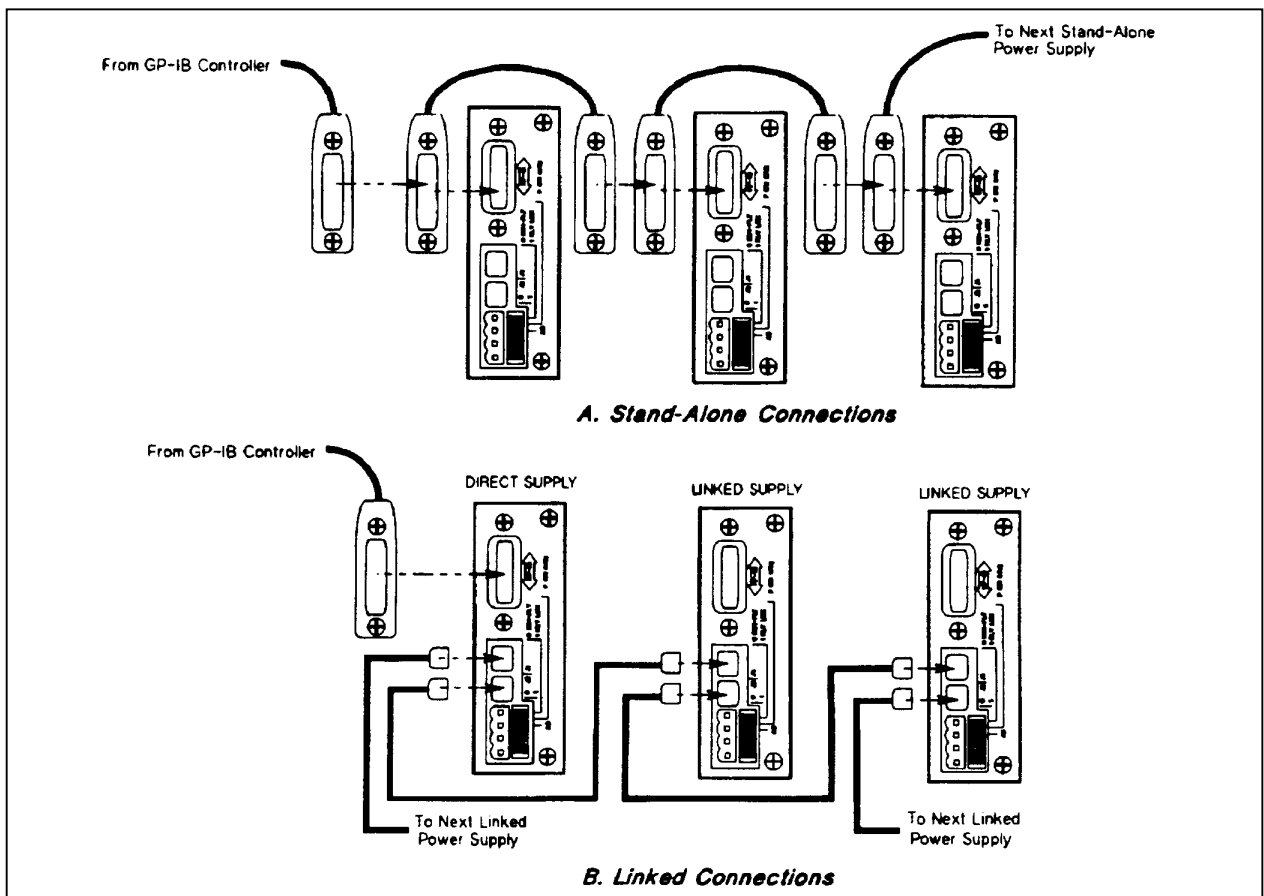 From GP-IB Controller
To Next Stand-Alone
Power Supply
A. Stand-Alone Connections
From GP-IB Controller
DIRECT SUPPLY
LINKED SUPPLY
LINKED SUPPLY
To Next Linked
Power Supply
To Next Linked
Power Supply
B. Linked Connections